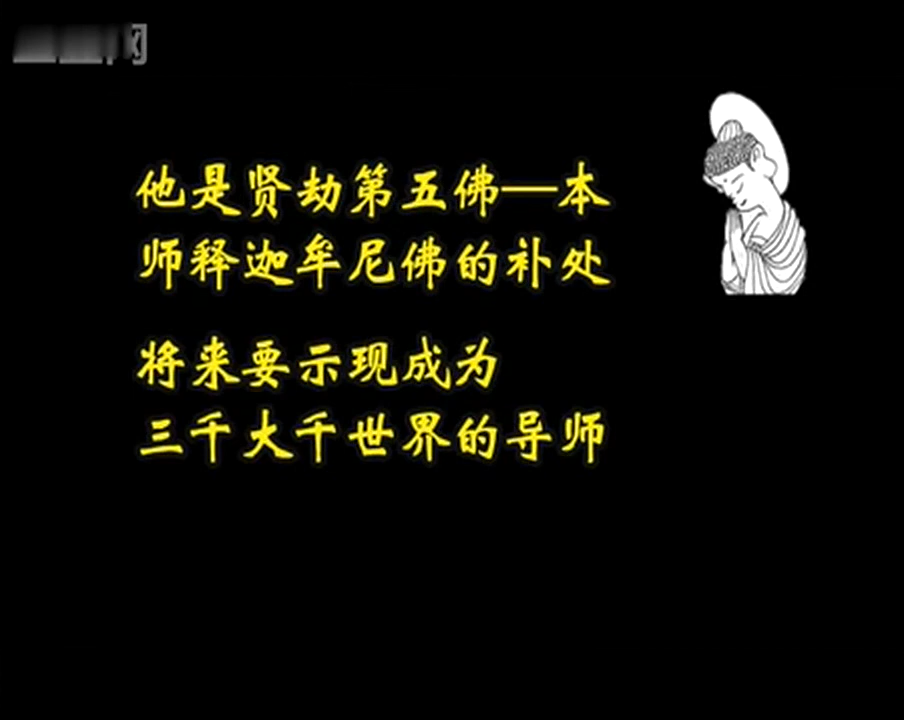 他是贤劫第五佛—本
师释迦牟尼佛的补处
将来要示现成为
三千大千世界的导师